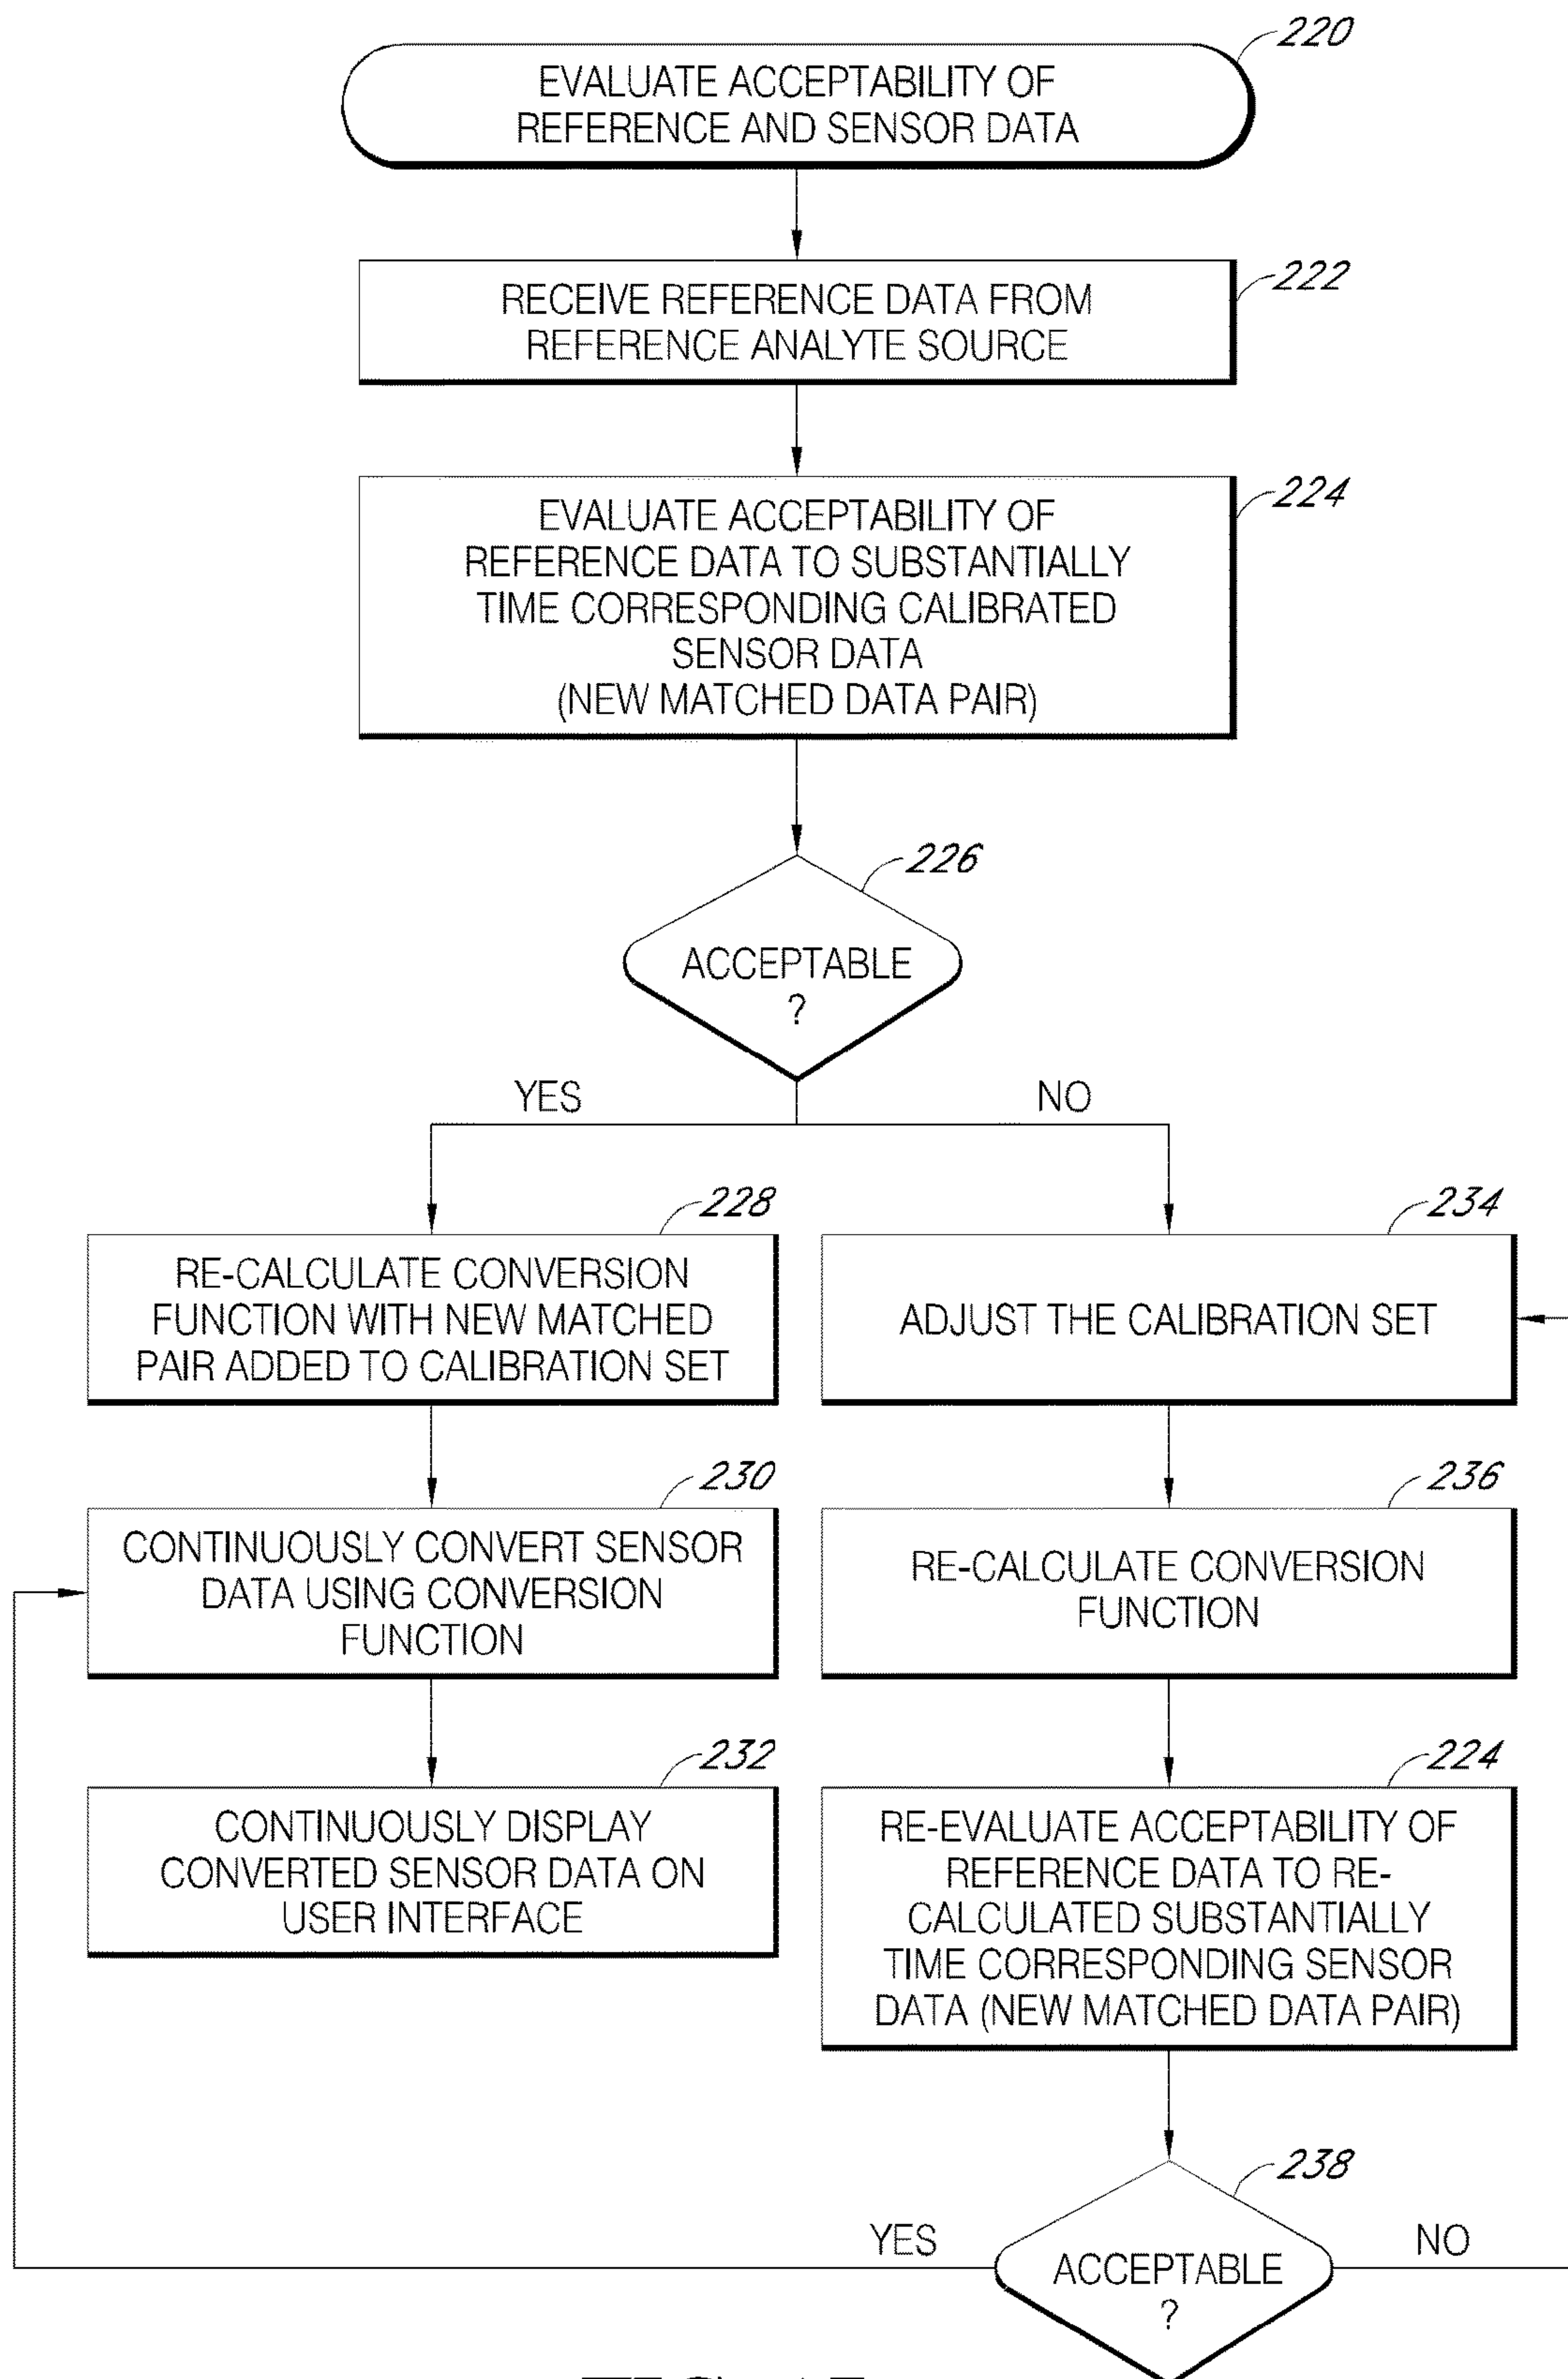 220
EVALUATE ACCEPTABILITY OF
REFERENCE AND SENSOR DATA
222
RECEIVE REFERENCE DATA FROM
REFERENCE ANALYTE SOURCE
224
EVALUATE ACCEPTABILITY OF
REFERENCE DATA TO SUBSTANTIALLY
TIME CORRESPONDING CALIBRATED
SENSOR DATA
(NEW MATCHED DATA PAIR)
226
ACCEPTABLE
?
YES
NO
228
RE-CALCULATE CONVERSION
FUNCTION WITH NEW MATCHED
PAIR ADDED TO CALIBRATION SET
234
ADJUST THE CALIBRATION SET
230
CONTINUOUSLY CONVERT SENSOR
DATA USING CONVERSION
FUNCTION
236
RE-CALCULATE CONVERSION
FUNCTION
232
CONTINUOUSLY DISPLAY
CONVERTED SENSOR DATA ON
USER INTERFACE
224
RE-EVALUATE ACCEPTABILITY OF
REFERENCE DATA TO RE-
CALCULATED SUBSTANTIALLY
TIME CORRESPONDING SENSOR
DATA (NEW MATCHED DATA PAIR)
238
YES
ACCEPTABLE
?
NO